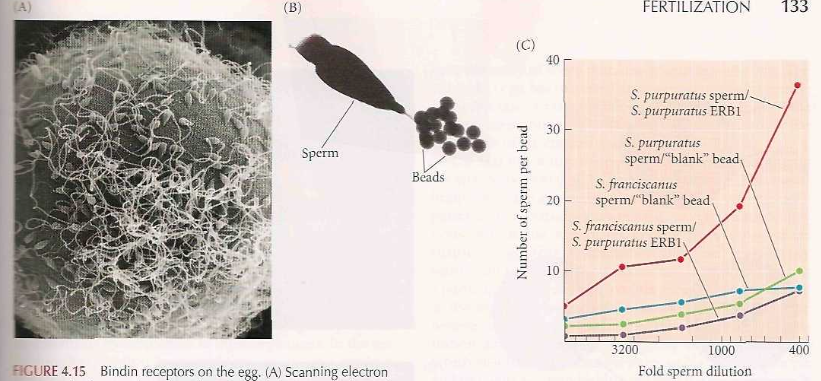 FERTILIZATION 133
(A)
(B)
Sperm
Beads
(C)
Number of sperm per bead
40
30
20
10
S. purpuratus sperm/
S. purpuratus ERB1
S. purpuratus
sperm/“blank” bead
S. franciscanus
sperm/“blank” bead
S. franciscanus sperm/
S. purpuratus ERB1
3200 1000 400
Fold sperm dilution
FIGURE 4.15 Bindin receptors on the egg. (A) Scanning electron